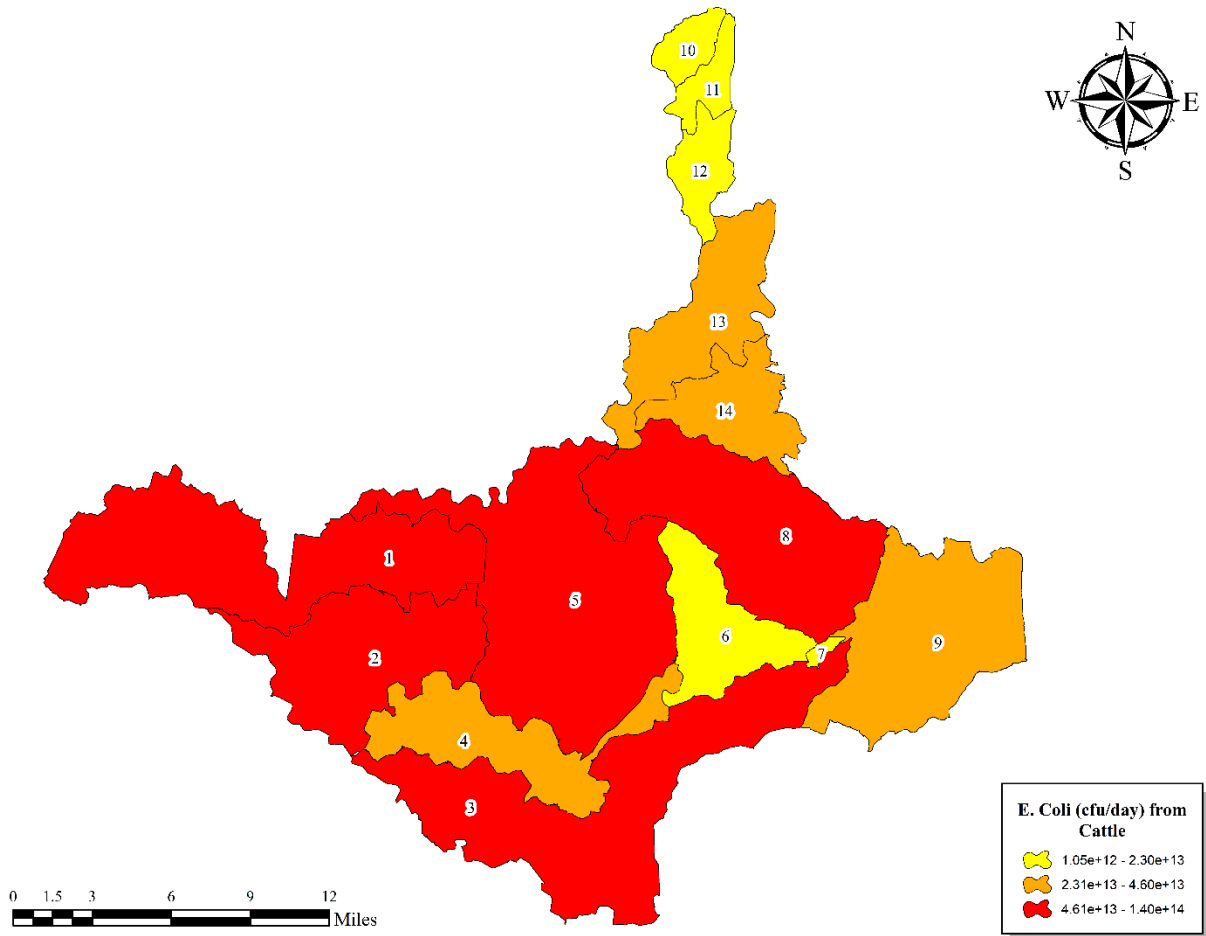 N
W E
S
10
11
12
13
14
1
8
5
2
6
7
9
4
3
E. Coli (cfu/day) from
Cattle
1.05e+12 - 2.30e+13
2.31e+13 - 4.60e+13
4.61e+13 - 1.40e+14
0 1.5 3 6 9 12
Miles